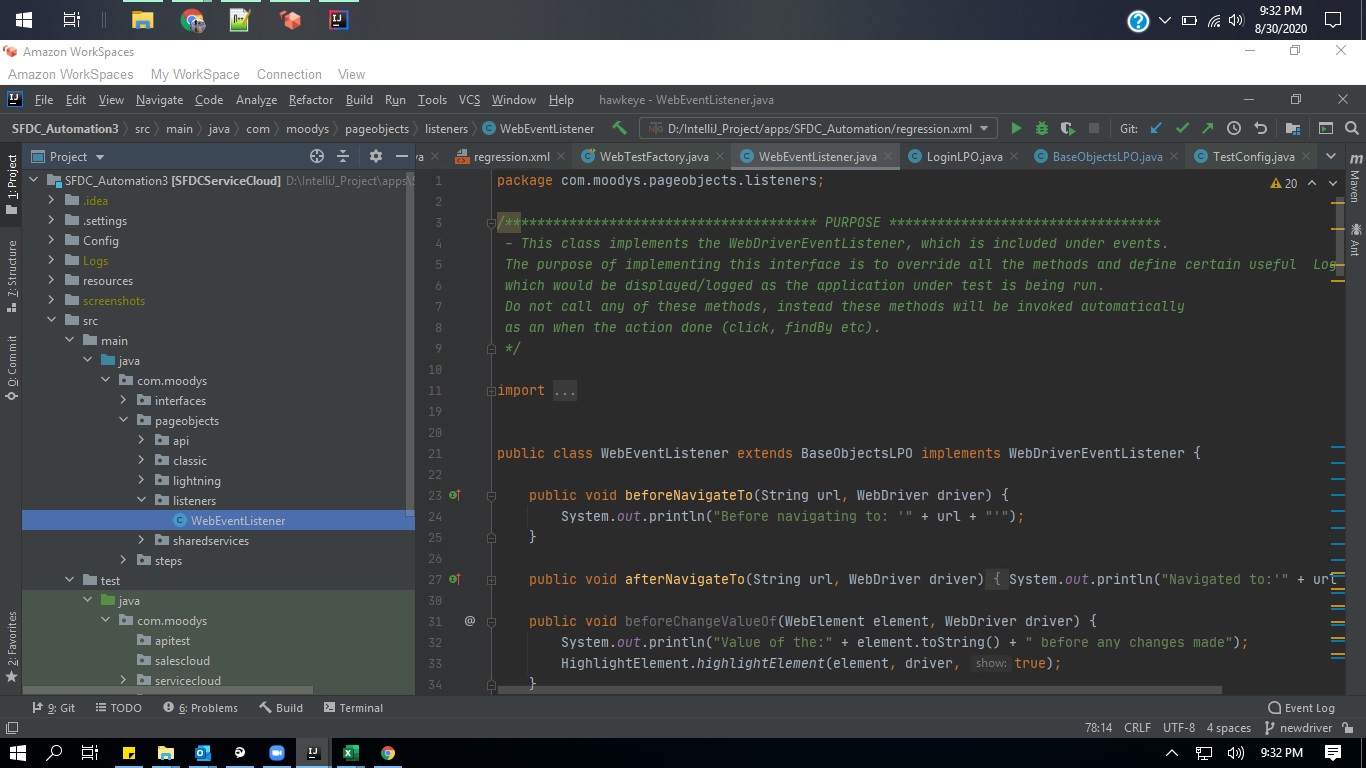 9:32 PM
8/30/2020
Amazon WorkSpaces
Amazon WorkSpaces My WorkSpace Connection View
File Edit View Navigate Code Analyze Refactor Build Run Tools VCS Window Help hawkeye - WebEventListener.java
SFDC_Automation3 src main java com moodys pageobjects listeners WebEventListener D:/IntelliJ_Project/apps/SFDC_Automation/regression.xml Git:
Project
va regression.xml WebTestFactory.java WebEventListener.java LoginLPO.java BaseObjectsLPO.java TestConfig.java
1: Project
7: Structure
0: Commit
2: Favorites
SFDC_Automation3 [SFDCServiceCloud] D:\IntelliJ_Project\apps\S
.idea
.settings
Config
Logs
resources
screenshots
src
main
java
com.moodys
interfaces
pageobjects
api
classic
lightning
listeners
WebEventListener
sharedservices
steps
test
java
com.moodys
apitest
salescloud
servicecloud
1 package com.moodys.pageobjects.listeners;
20
2
3 /*************************************** PURPOSE **********************************
4 - This class implements the WebDriverEventListener, which is included under events.
5 The purpose of implementing this interface is to override all the methods and define certain useful Log
6 which would be displayed/logged as the application under test is being run.
7 Do not call any of these methods, instead these methods will be invoked automatically
8 as an when the action done (click, findBy etc).
9 */
10
11 import ...
19
20
21 public class WebEventListener extends BaseObjectsLPO implements WebDriverEventListener {
22
23 public void beforeNavigateTo(String url, WebDriver driver) {
24 System.out.println("Before navigating to: '" + url + "'");
25 }
26
27 public void afterNavigateTo(String url, WebDriver driver) { System.out.println("Navigated to:'" + url
30
31 @ public void beforeChangeValueOf(WebElement element, WebDriver driver) {
32 System.out.println("Value of the:" + element.toString() + " before any changes made");
33 HighlightElement.highlightElement(element, driver, show: true);
34 }
m Maven
Ant
9: Git TODO 6: Problems Build Terminal Event Log
78:14 CRLF UTF-8 4 spaces newdriver
9:32 PM